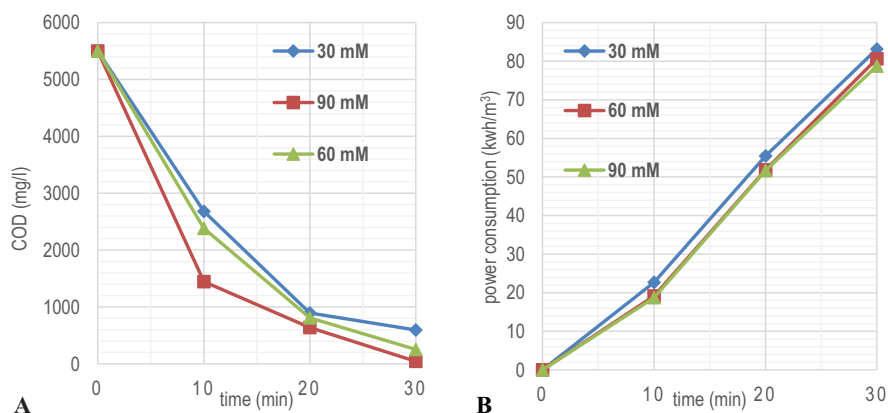 6000
5000
4000
3000
2000
1000
0
COD (mg/l)
30 mM
90 mM
60 mM
0 10 20 30
time (min)
A
90
80
70
60
50
40
30
20
10
0
power consumption (kwh/m³)
30 mM
60 mM
90 mM
0 10 20 30
time (min)
B